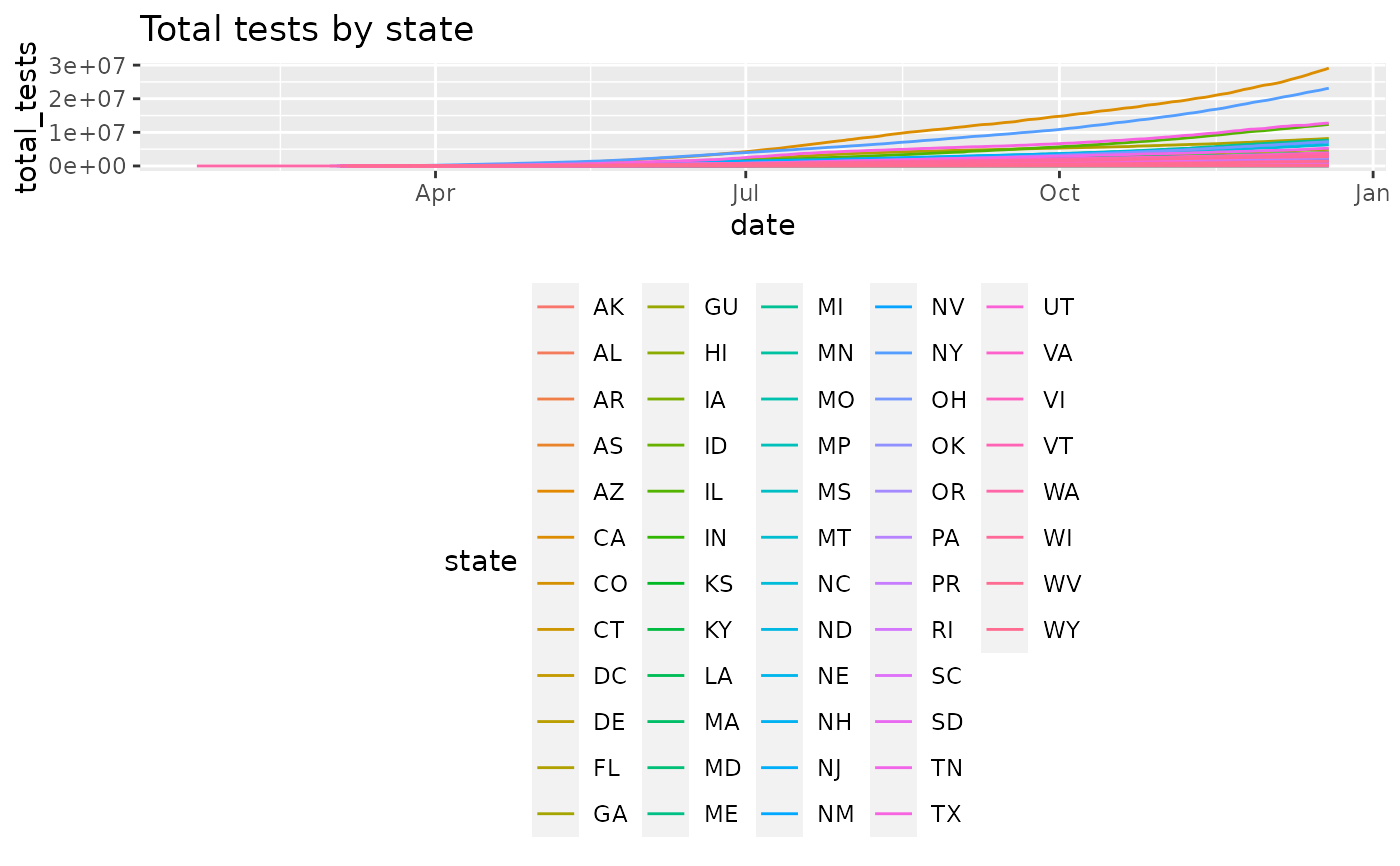 Total tests by state
total_tests
3e+07
2e+07
1e+07
0e+00
Apr Jul Oct Jan
date
state
AK GU MI NV UT
AL HI MN NY VA
AR IA MO OH VI
AS ID MP OK VT
AZ IL MS OR WA
CA IN MT PA WI
CO KS NC PR WV
CT KY ND RI WY
DC LA NE SC
DE MA NH SD
FL MD NJ TN
GA ME NM TX